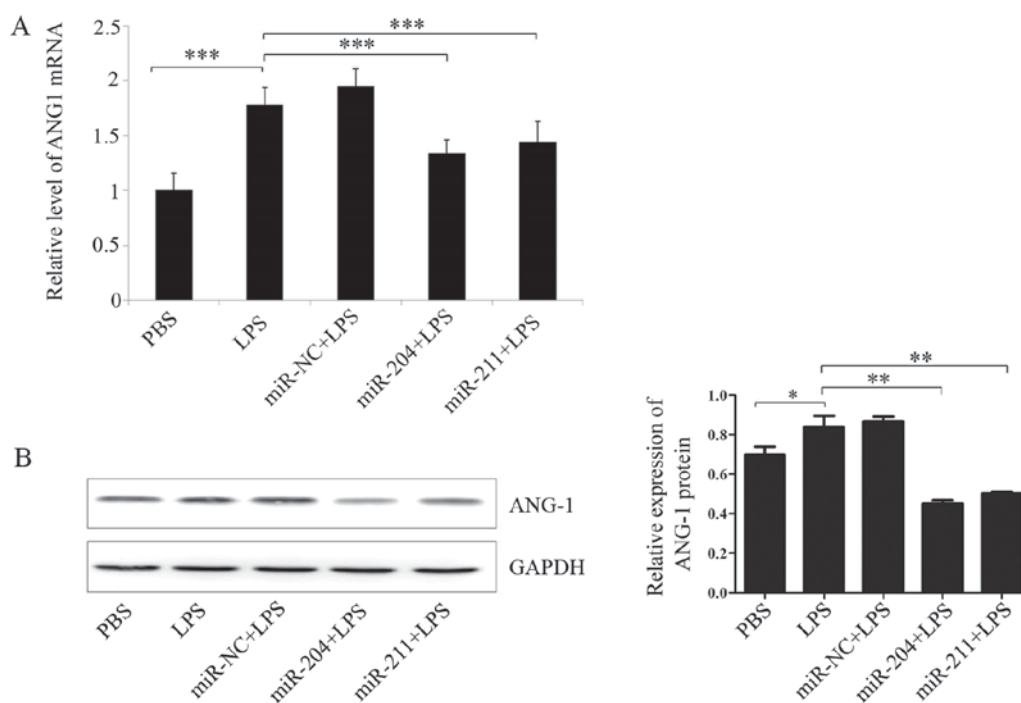 A
Relative level of ANG1 mRNA
2.5
2
1.5
1
0.5
0
***
***
***
PBS
LPS
miR-NC+LPS
miR-204+LPS
miR-211+LPS
B
ANG-1
GAPDH
PBS
LPS
miR-NC+LPS
miR-204+LPS
miR-211+LPS
Relative expression of
ANG-1 protein
1.0
0.8
0.6
0.4
0.2
0.0
*
**
**
PBS
LPS
miR-NC+LPS
miR-204+LPS
miR-211+LPS